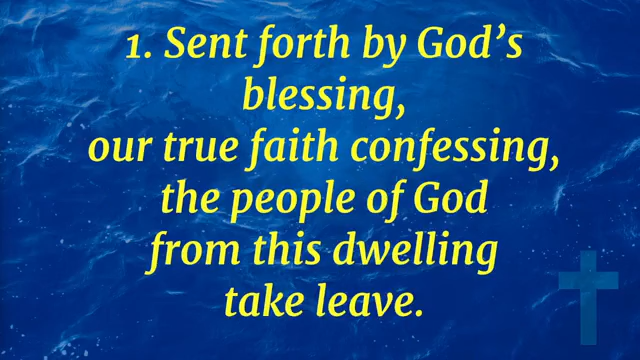 1. Sent forth by God’s
blessing,
our true faith confessing,
the people of God
from this dwelling
take leave.